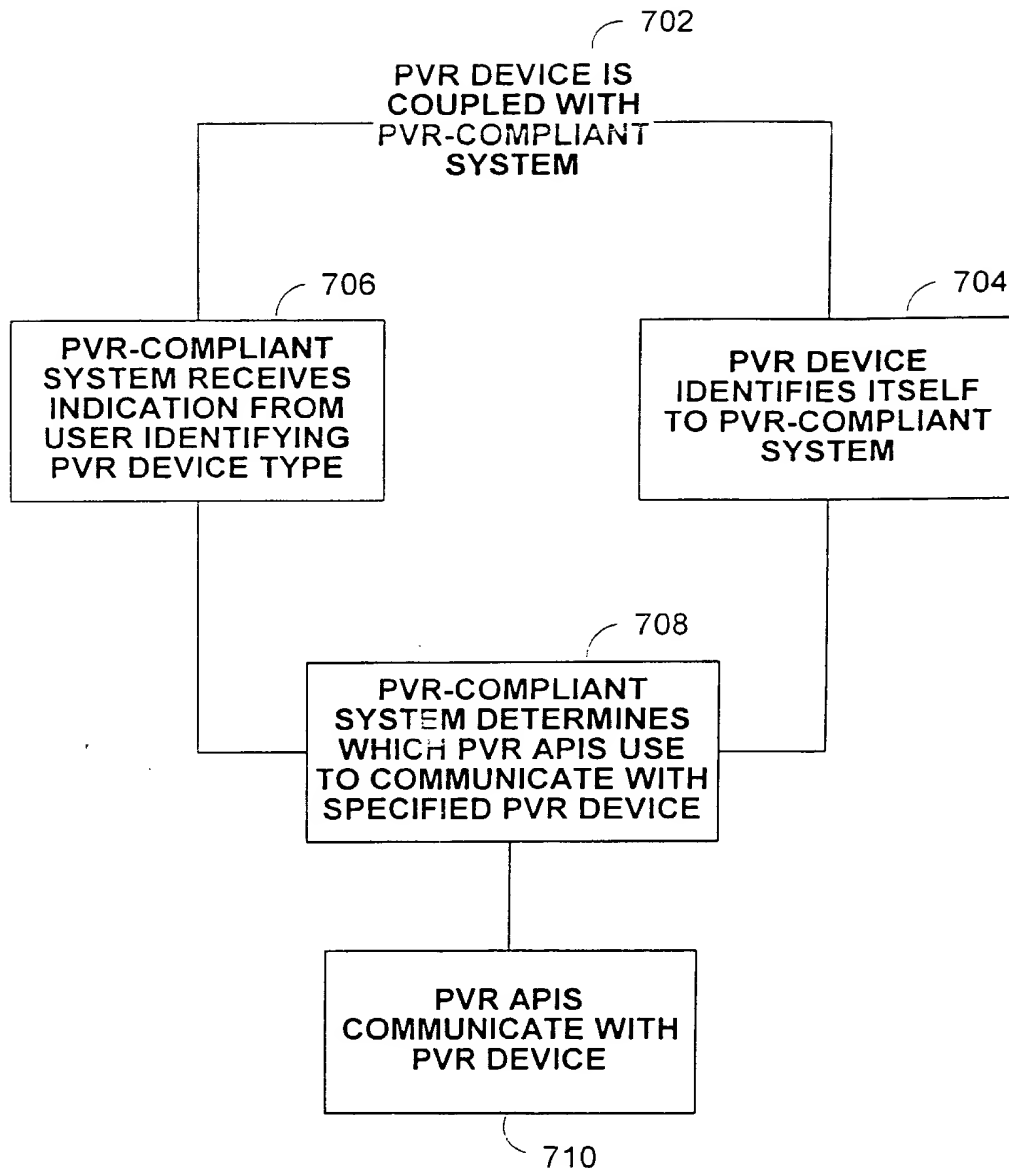 702
PVR DEVICE IS
COUPLED WITH
PVR-COMPLIANT
SYSTEM
706
PVR-COMPLIANT
SYSTEM RECEIVES
INDICATION FROM
USER IDENTIFYING
PVR DEVICE TYPE
704
PVR DEVICE
IDENTIFIES ITSELF
TO PVR-COMPLIANT
SYSTEM
708
PVR-COMPLIANT
SYSTEM DETERMINES
WHICH PVR APIS USE
TO COMMUNICATE WITH
SPECIFIED PVR DEVICE
PVR APIS
COMMUNICATE WITH
PVR DEVICE
710